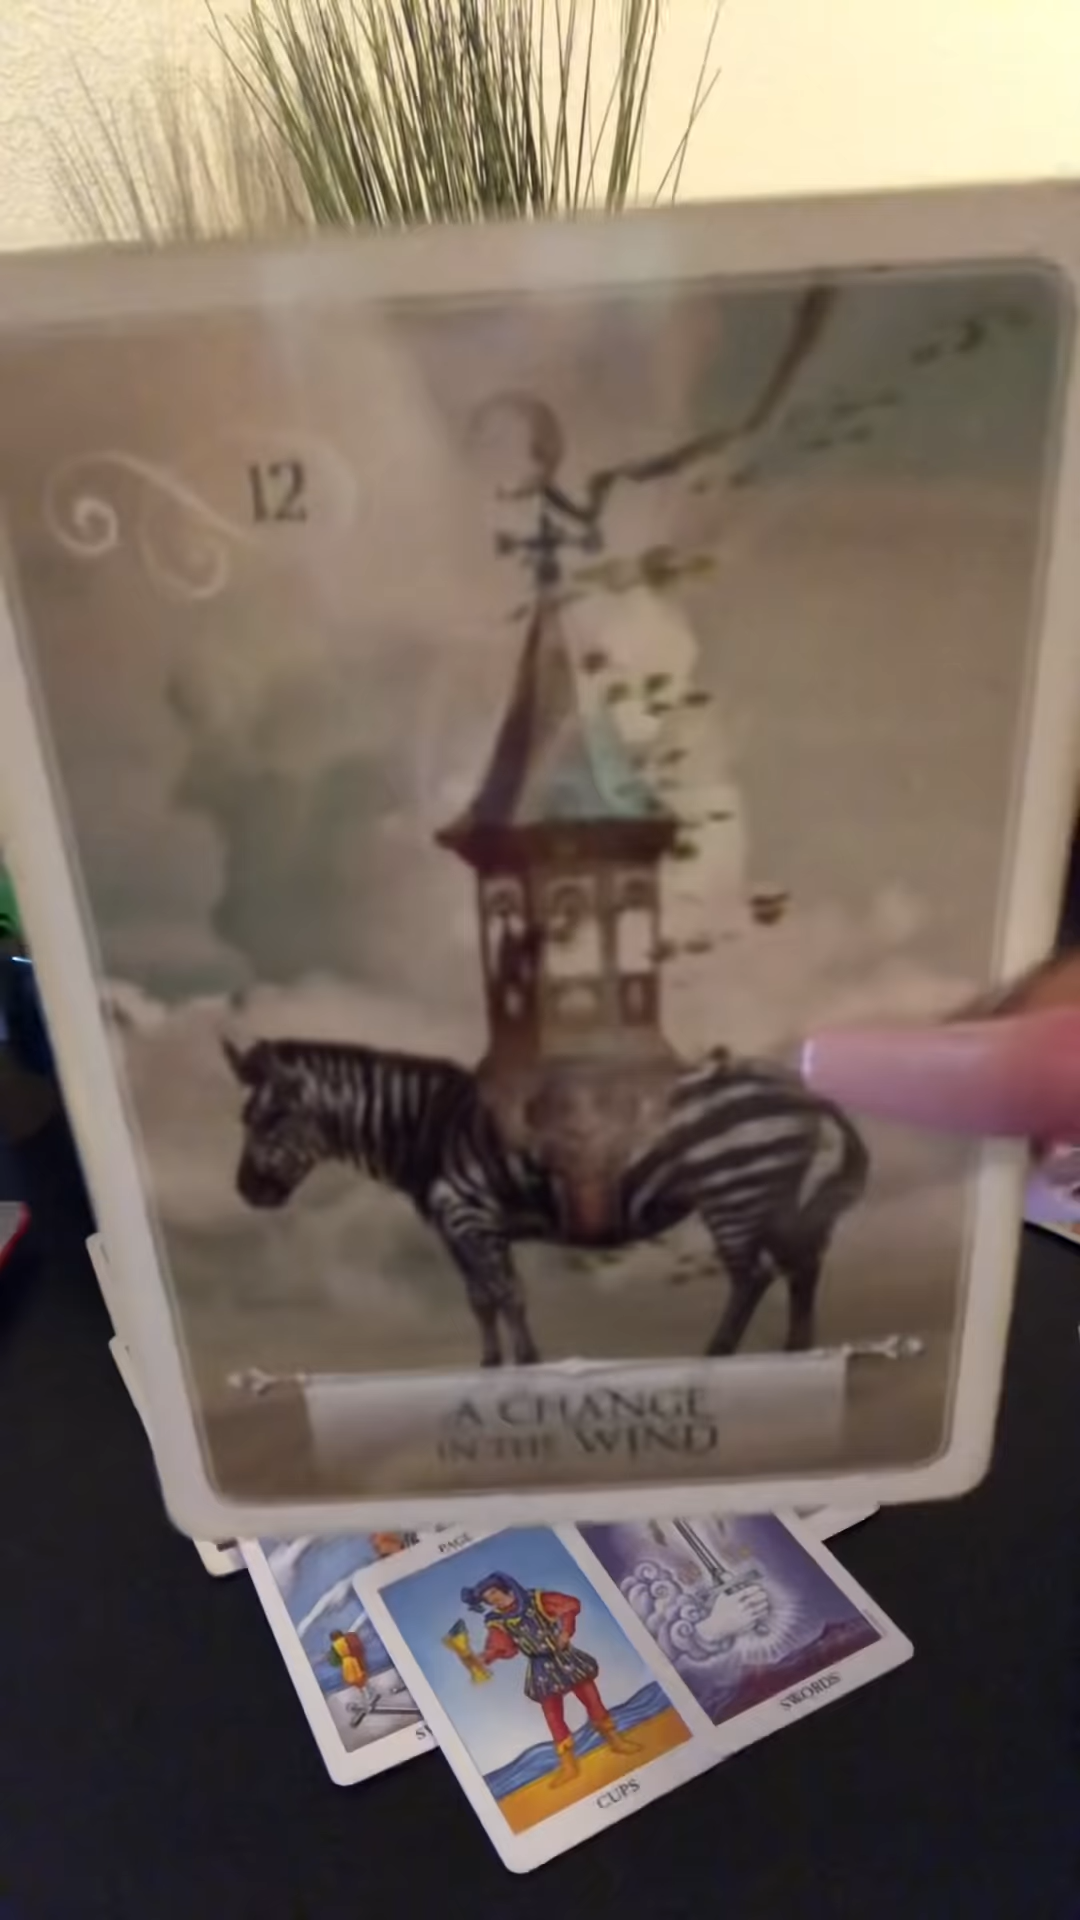 12
A CHANGE
IN THE WIND
PAGE
SWORDS
CUPS